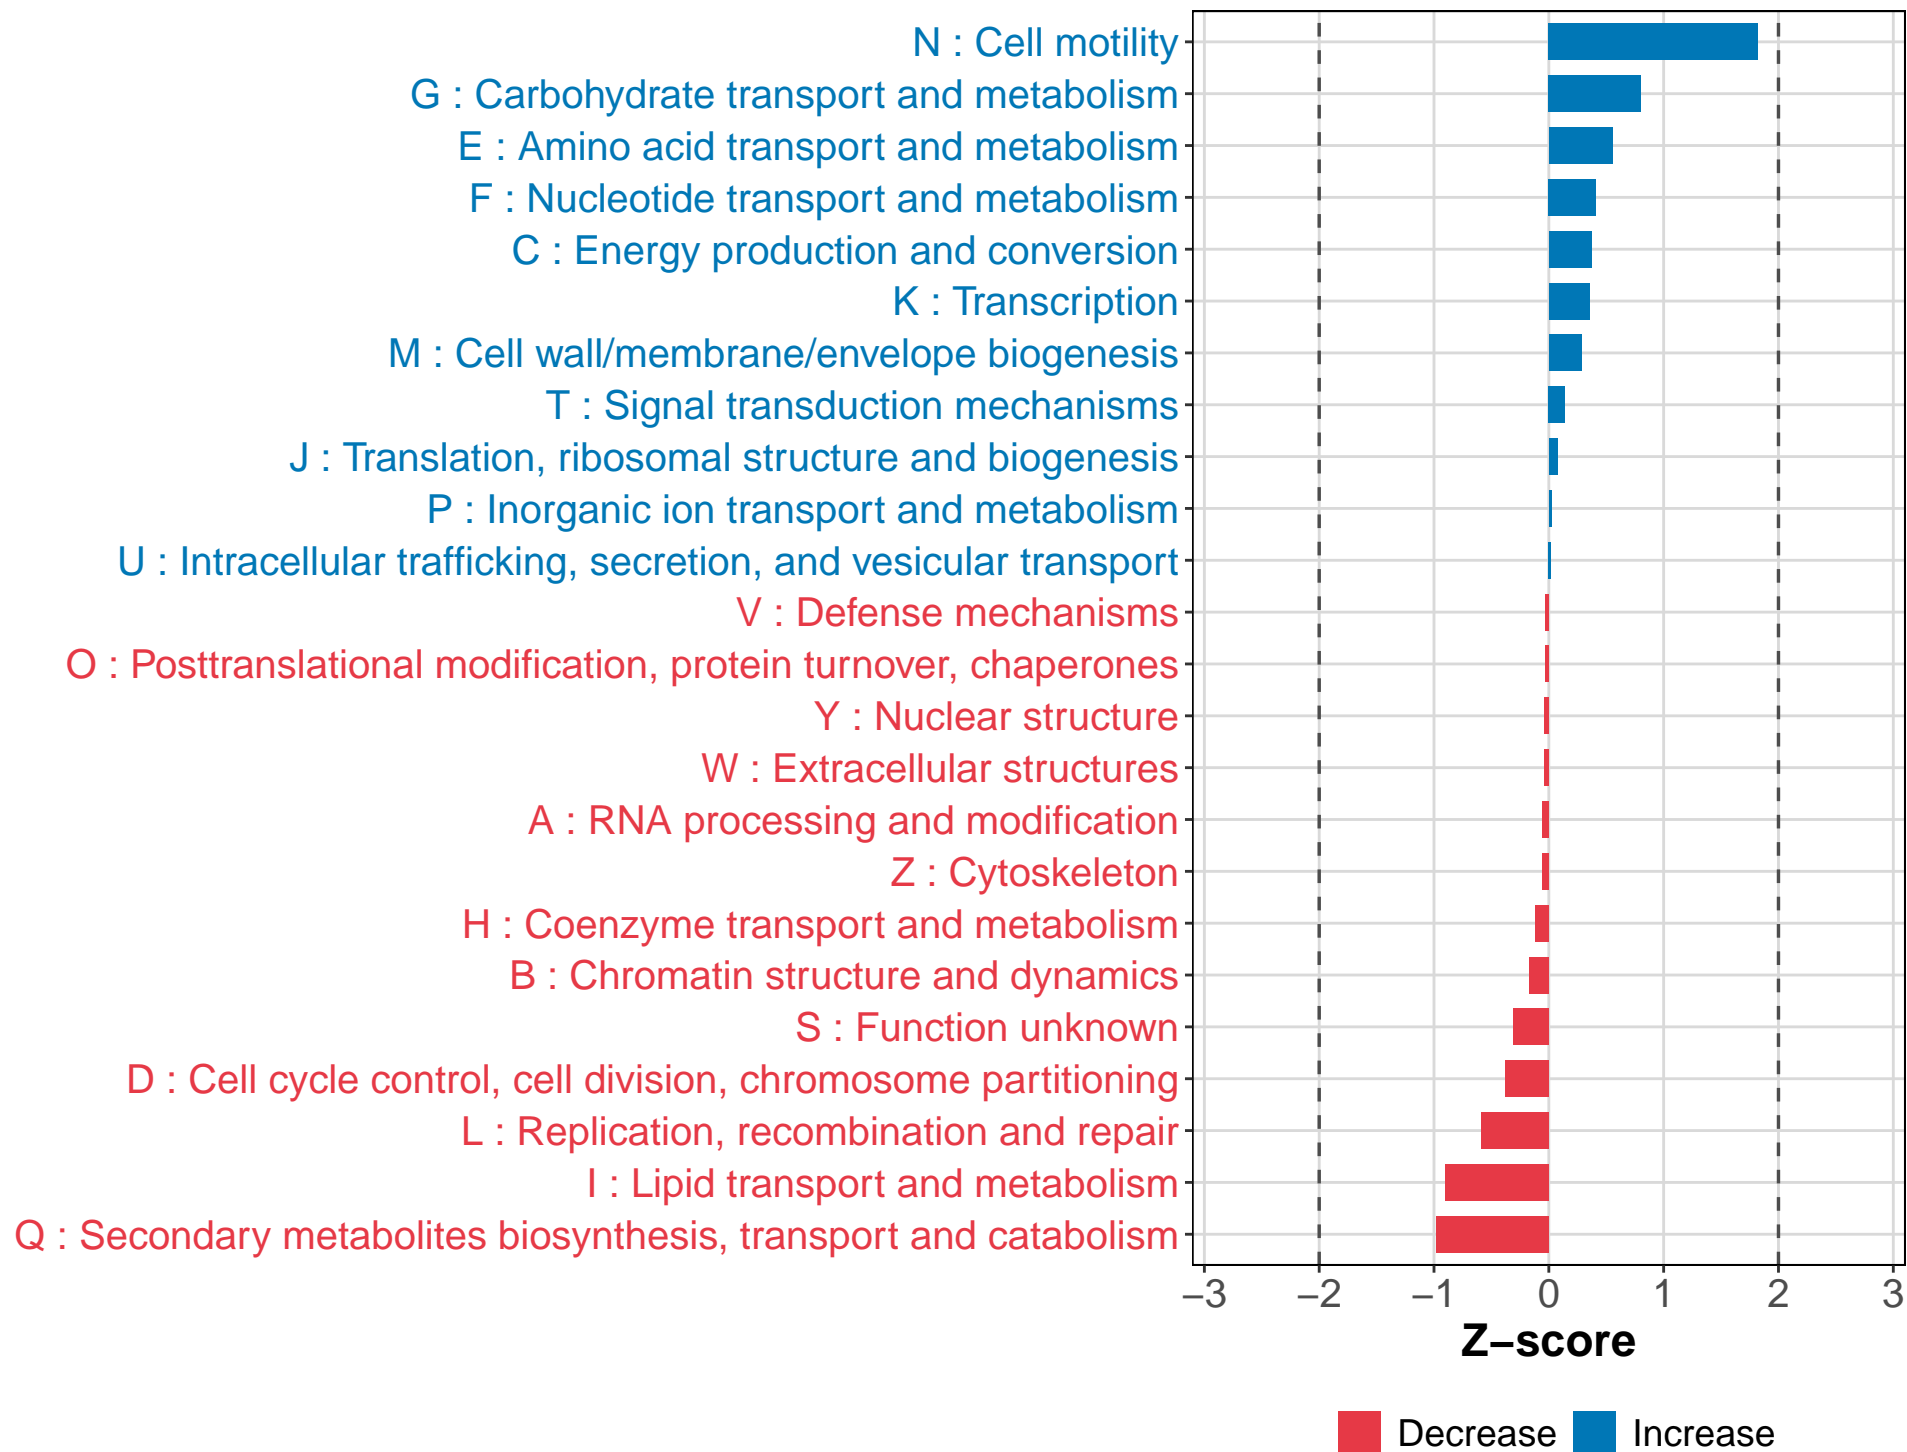 N : Cell motility
G : Carbohydrate transport and metabolism
E : Amino acid transport and metabolism
F : Nucleotide transport and metabolism
C : Energy production and conversion
K : Transcription
M : Cell wall/membrane/envelope biogenesis
T : Signal transduction mechanisms
J : Translation, ribosomal structure and biogenesis
P : Inorganic ion transport and metabolism
U : Intracellular trafficking, secretion, and vesicular transport
V : Defense mechanisms
O : Posttranslational modification, protein turnover, chaperones
Y : Nuclear structure
W : Extracellular structures
A : RNA processing and modification
Z : Cytoskeleton
H : Coenzyme transport and metabolism
B : Chromatin structure and dynamics
S : Function unknown
D : Cell cycle control, cell division, chromosome partitioning
L : Replication, recombination and repair
I : Lipid transport and metabolism
Q : Secondary metabolites biosynthesis, transport and catabolism
−3 −2 −1 0 1 2 3
Z−score
Decrease Increase